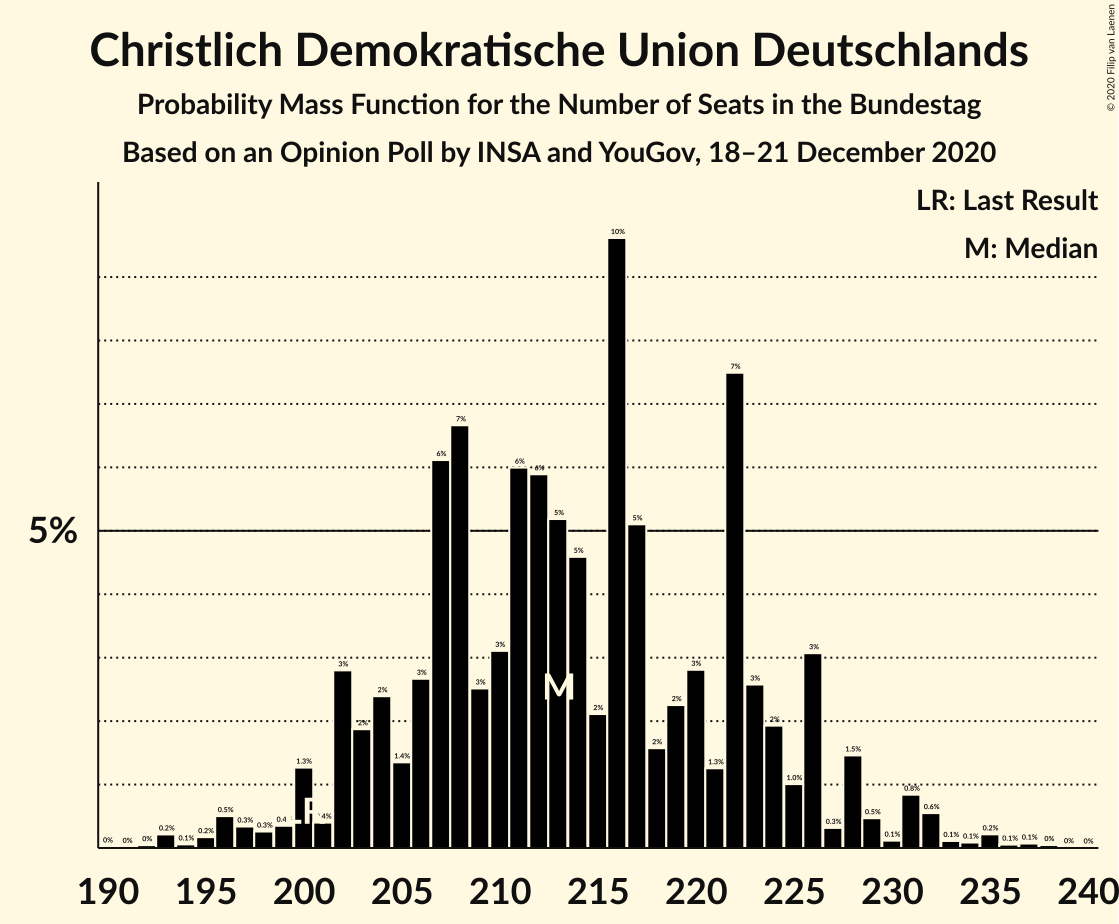 Christlich Demokratische Union Deutschlands
© 2020 Filip van Laenen
Probability Mass Function for the Number of Seats in the Bundestag
Based on an Opinion Poll by INSA and YouGov, 18–21 December 2020
LR: Last Result
M: Median
5%
0% 0% 0% 0.2% 0.1% 0.2% 0.5% 0.3% 0.3% 0.4 1.3% 4% 3% 2% 2% 1.4% 3% 6% 7% 3% 3% 6% 6% 5% 5% 2% 10% 5% 2% 2% 3% 1.3% 7% 3% 2% 1.0% 3% 0.3% 1.5% 0.5% 0.1% 0.8% 0.6% 0.1% 0.1% 0.2% 0.1% 0.1% 0% 0% 0%
M
LR
190 195 200 205 210 215 220 225 230 235 240